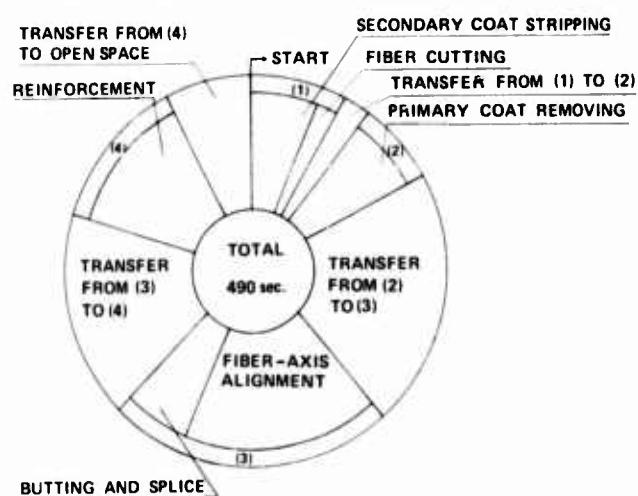 TRANSFER FROM (4)
TO OPEN SPACE
REINFORCEMENT
START
SECONDARY COAT STRIPPING
FIBER CUTTING
TRANSFER FROM (1) TO (2)
PRIMARY COAT REMOVING
(1)
(2)
(4)
TOTAL
490 sec.
TRANSFER
FROM (3)
TO (4)
TRANSFER
FROM (2)
TO (3)
FIBER-AXIS
ALIGNMENT
(3)
BUTTING AND SPLICE